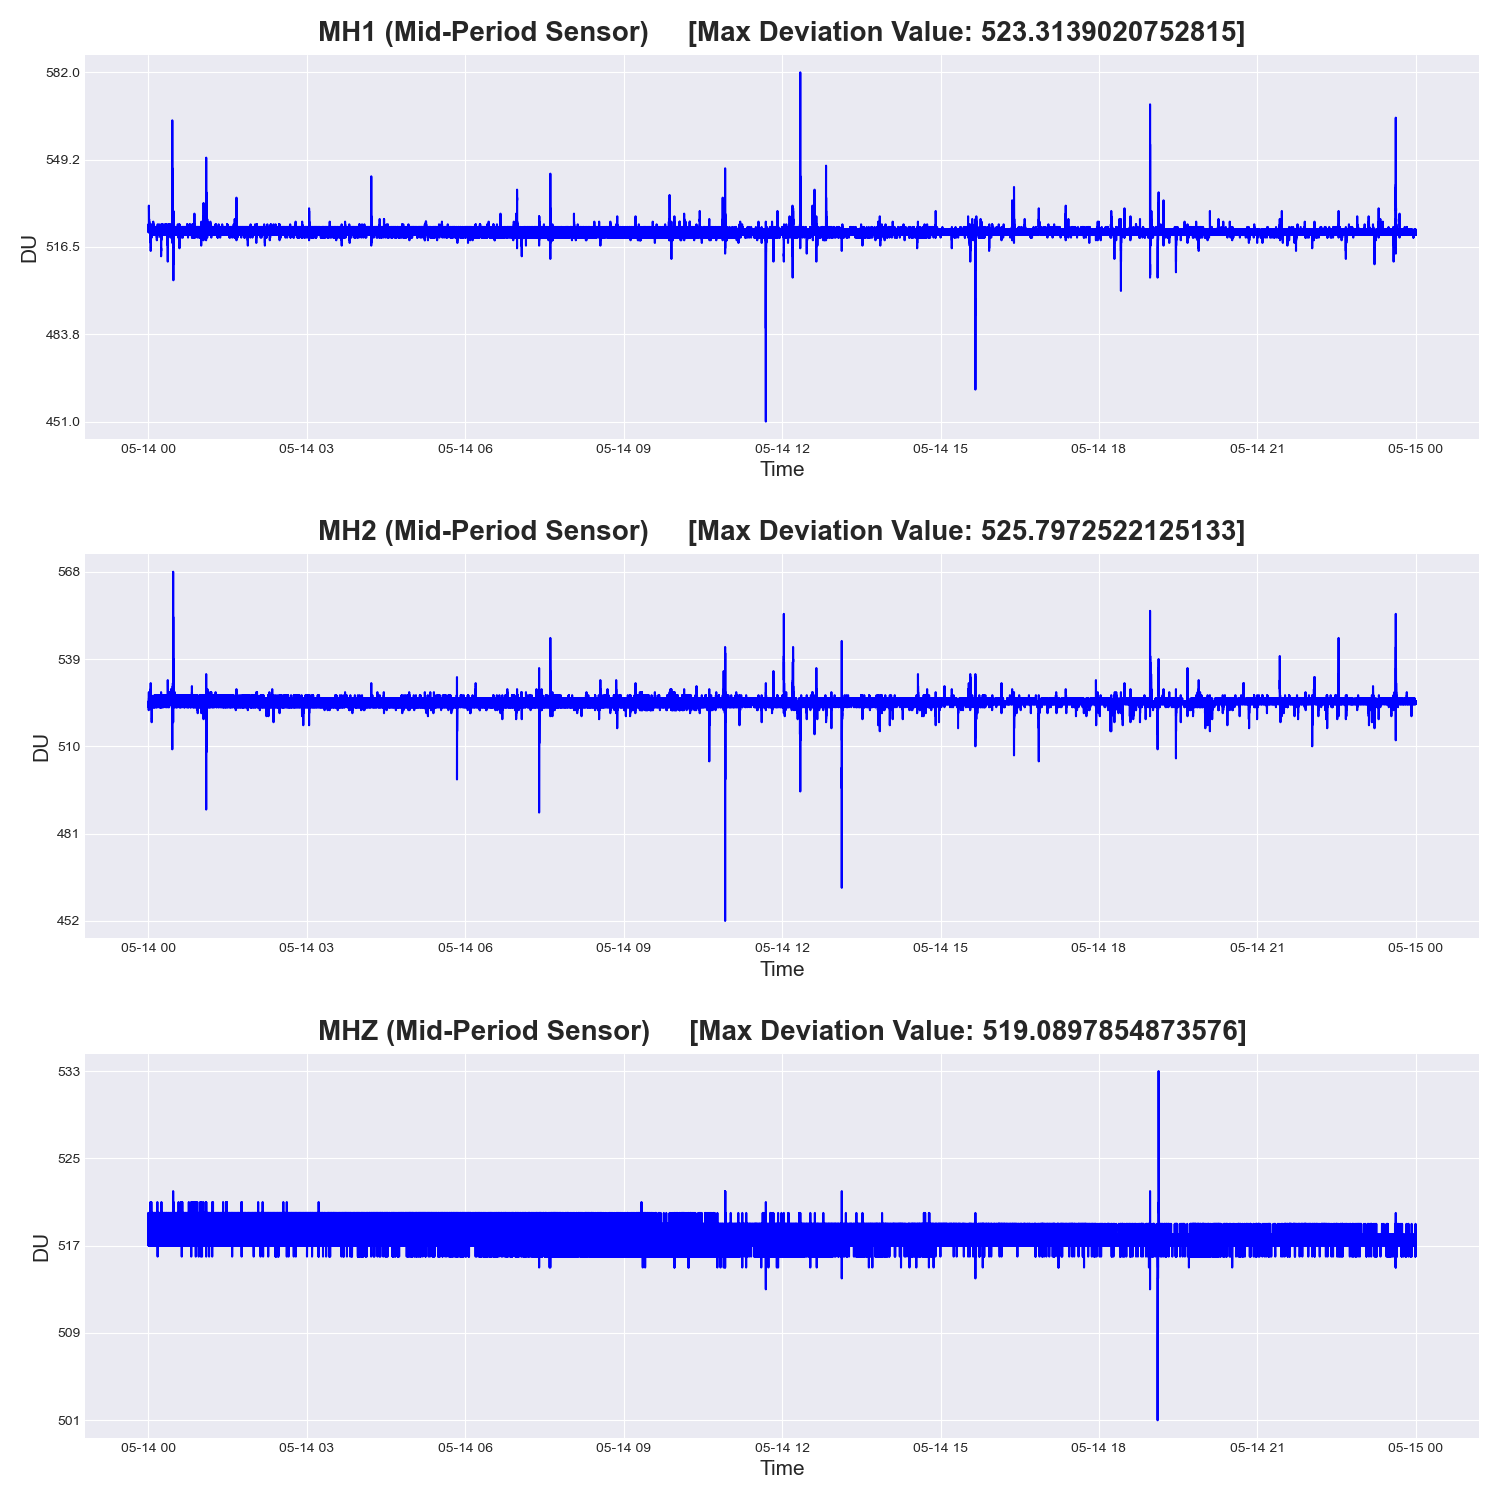 MH1 (Mid-Period Sensor) [Max Deviation Value: 523.3139020752815]
582.0
549.2
516.5
483.8
451.0
DU
05-14 00 05-14 03 05-14 06 05-14 09 05-14 12 05-14 15 05-14 18 05-14 21 05-15 00
Time
MH2 (Mid-Period Sensor) [Max Deviation Value: 525.7972522125133]
568
539
510
481
452
DU
05-14 00 05-14 03 05-14 06 05-14 09 05-14 12 05-14 15 05-14 18 05-14 21 05-15 00
Time
MHZ (Mid-Period Sensor) [Max Deviation Value: 519.0897854873576]
533
525
517
509
501
DU
05-14 00 05-14 03 05-14 06 05-14 09 05-14 12 05-14 15 05-14 18 05-14 21 05-15 00
Time